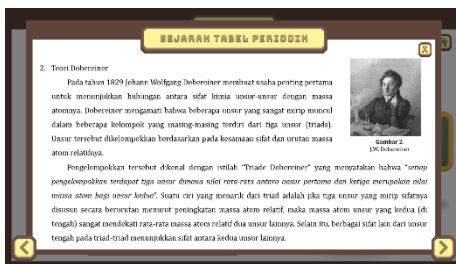 SEJARAH TABEL PERIODIK
X
2. Teori Dobereiner
Pada tahun 1829 Johann Wolfgang Dobereiner membuat usaha penting pertama
untuk menunjukkan hubungan antara sifat kimia unsur-unsur dengan massa
atomnya. Dobereiner mengamati bahwa beberapa unsur yang sangat mirip muncul
dalam beberapa kelompok yang masing-masing terdiri dari tiga unsur (triads).
Unsur tersebut dikelompokkan berdasarkan pada kesamaan sifat dan urutan massa
atom relatifnya.
Gambar 2.
J.W. Dobereiner
Pengelompokkan tersebut dikenal dengan istilah "Triade Dobereiner" yang menyatakan bahwa "setiap
pengelompokkan terdapat tiga unsur dimana nilai rata-rata antara unsur pertama dan ketiga merupakan nilai
massa atom bagi unsur kedua". Suatu ciri yang menarik dari triad adalah jika tiga unsur yang mirip sifatnya
disusun secara berurutan menurut peningkatan massa atom relatif, maka massa atom unsur yang kedua (di
tengah) sangat mendekati rata-rata massa atom relatif dua unsur lainnya. Selain itu, berbagai sifat lain dari unsur
tengah pada triad-triad menunjukkan sifat antara kedua unsur lainnya.